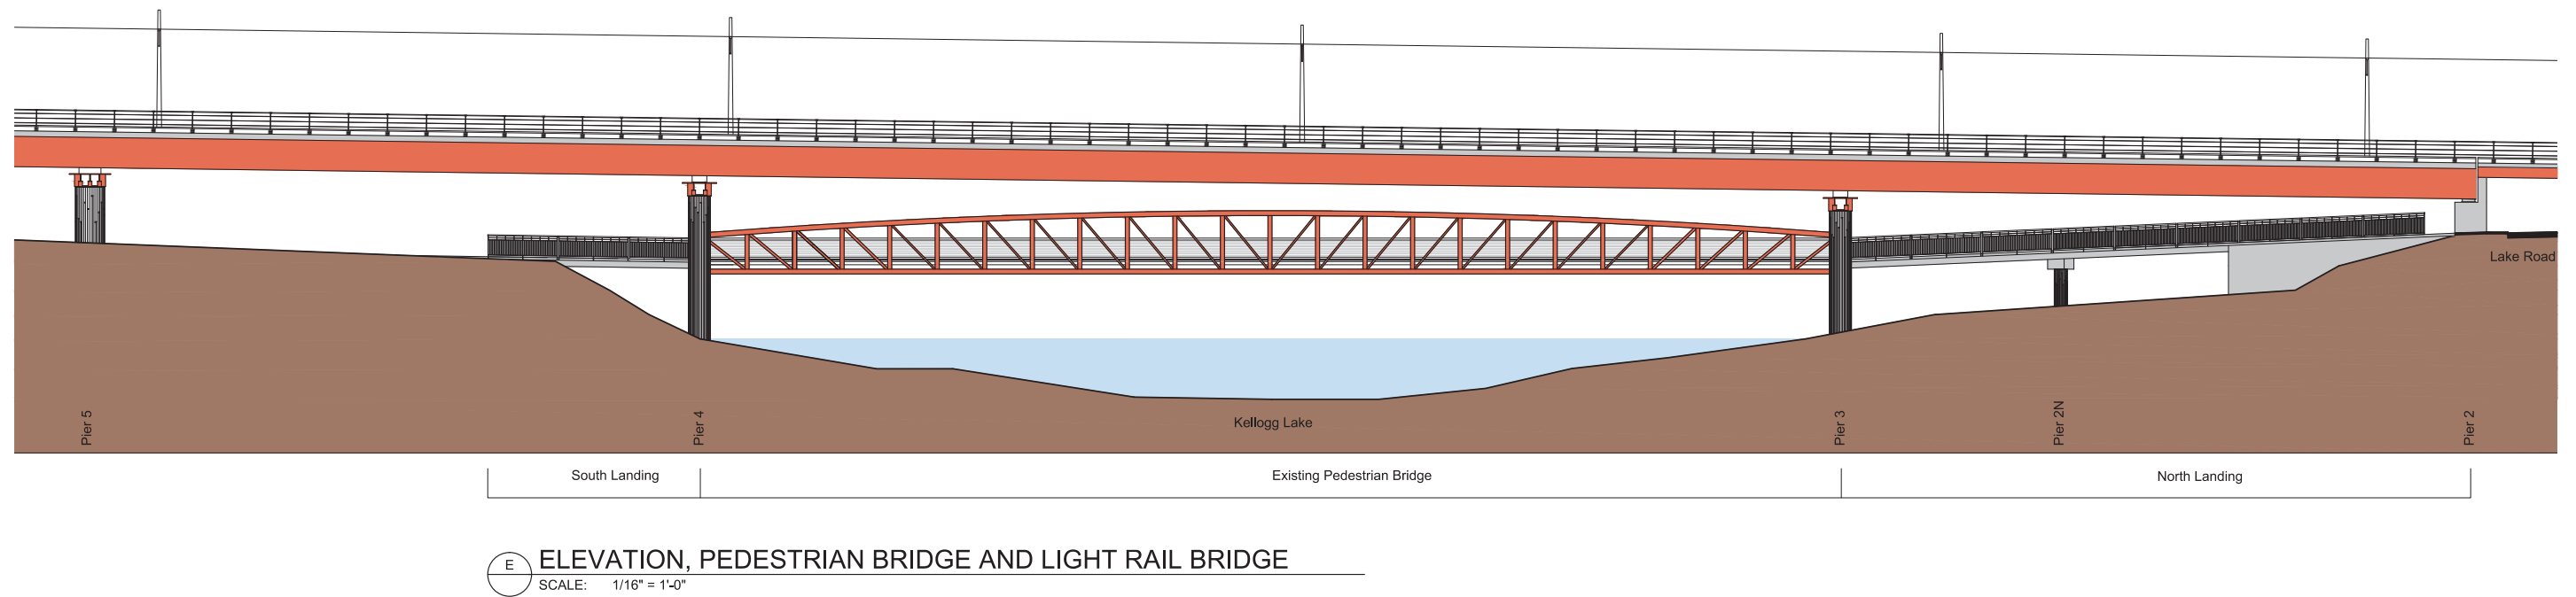 Lake Road
Pier 5
Pier 4
Kellogg Lake
Pier 3
Pier 2N
Pier 2
South Landing
Existing Pedestrian Bridge
North Landing
E
ELEVATION, PEDESTRIAN BRIDGE AND LIGHT RAIL BRIDGE
SCALE: 1/16" = 1'-0"